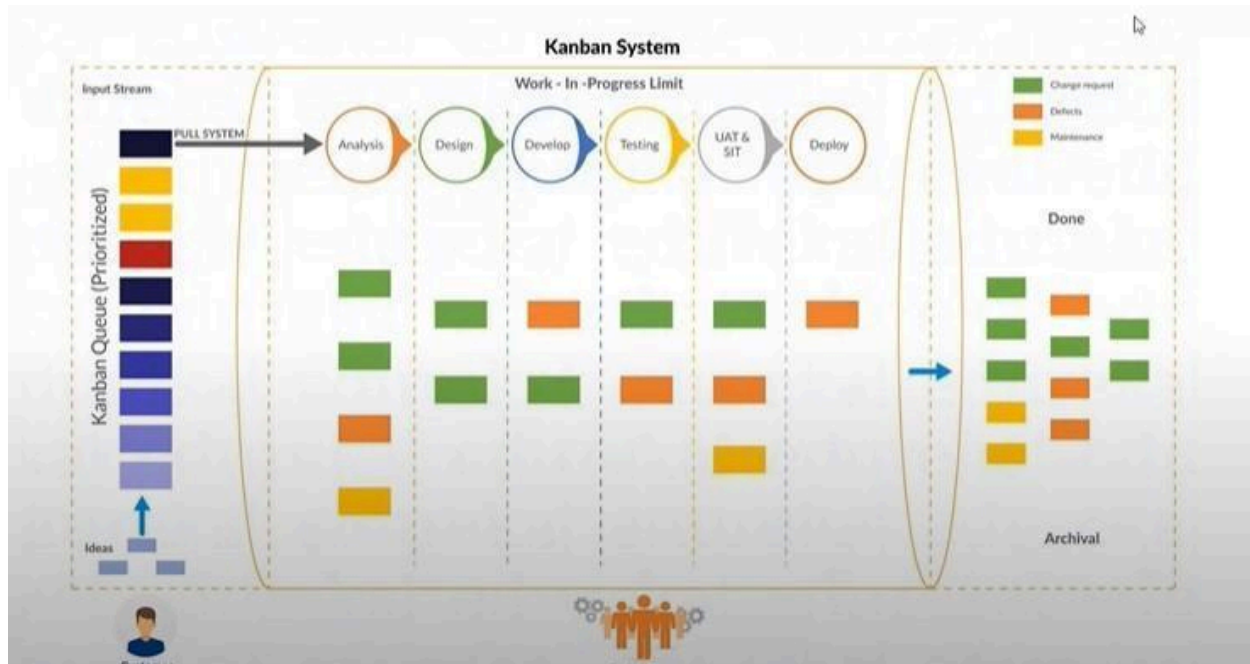 Kanban System
Input Stream
Work - In -Progress Limit
Change request
Defects
Maintenance
PULL SYSTEM
Analysis
Design
Develop
Testing
UAT &
SIT
Deploy
Kanban Queue (Prioritized)
Done
Ideas
Archival